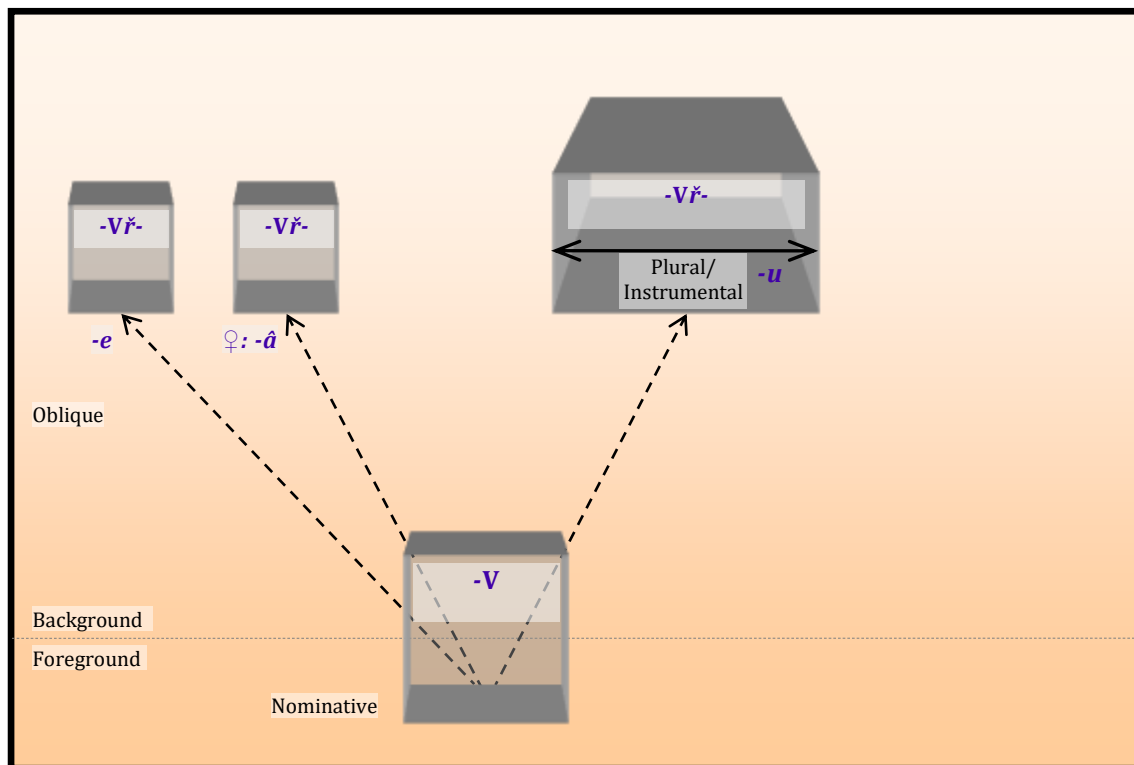 -Vř-
-Vř-
-Vř-
Plural/
Instrumental
-u
-e
♀: -â
Oblique
-V
Background
Foreground
Nominative